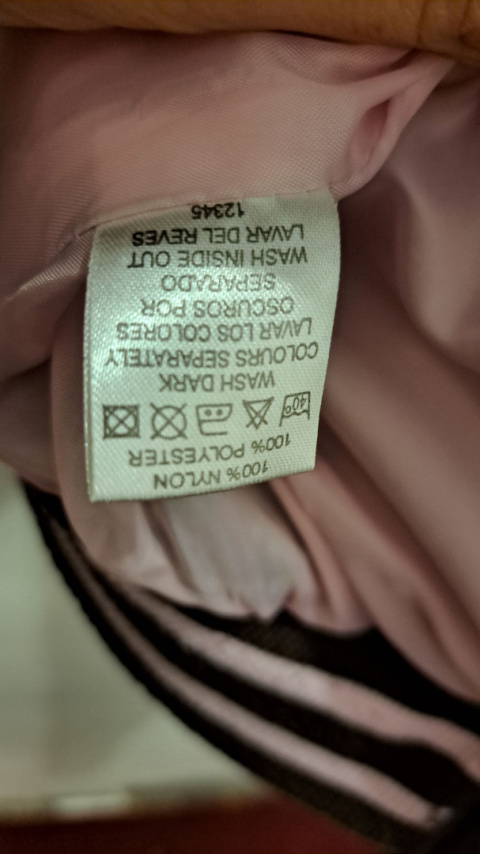 100% NYLON
100% POLYESTER
40°
WASH DARK
COLOURS SEPARATELY
LAVAR LOS COLORES
OSCUROS POR
SEPARADO
WASH INSIDE OUT
LAVAR DEL REVES
12345